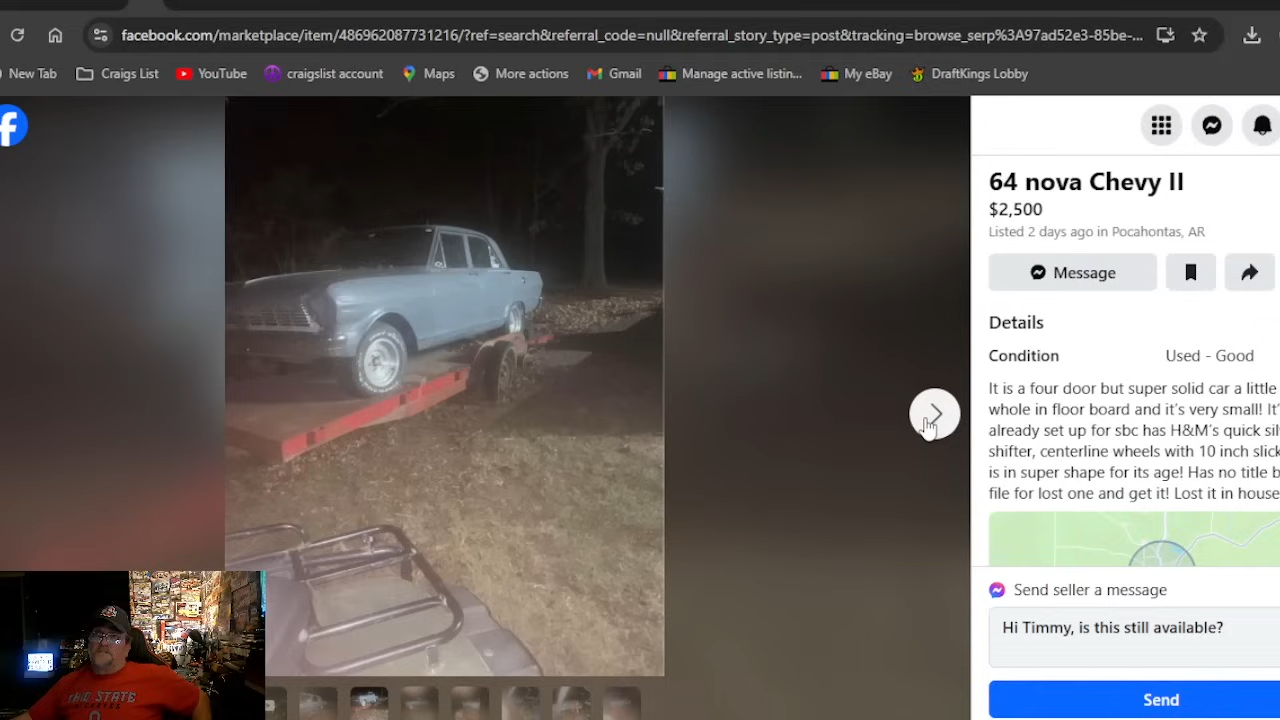 facebook.com/marketplace/item/486962087731216/?ref=search&referral_code=null&referral_story_type=post&tracking=browse_serp%3A97ad52e3-85be-...
New Tab Craigs List YouTube craigslist account Maps More actions Gmail Manage active listin... My eBay DraftKings Lobby
64 nova Chevy II
$2,500
Listed 2 days ago in Pocahontas, AR
Message
Details
Condition Used - Good
It is a four door but super solid car a little
whole in floor board and it's very small! It'
already set up for sbc has H&M's quick sil
shifter, centerline wheels with 10 inch slick
is in super shape for its age! Has no title b
file for lost one and get it! Lost it in house
Send seller a message
Hi Timmy, is this still available?
Send
OHIO STATE